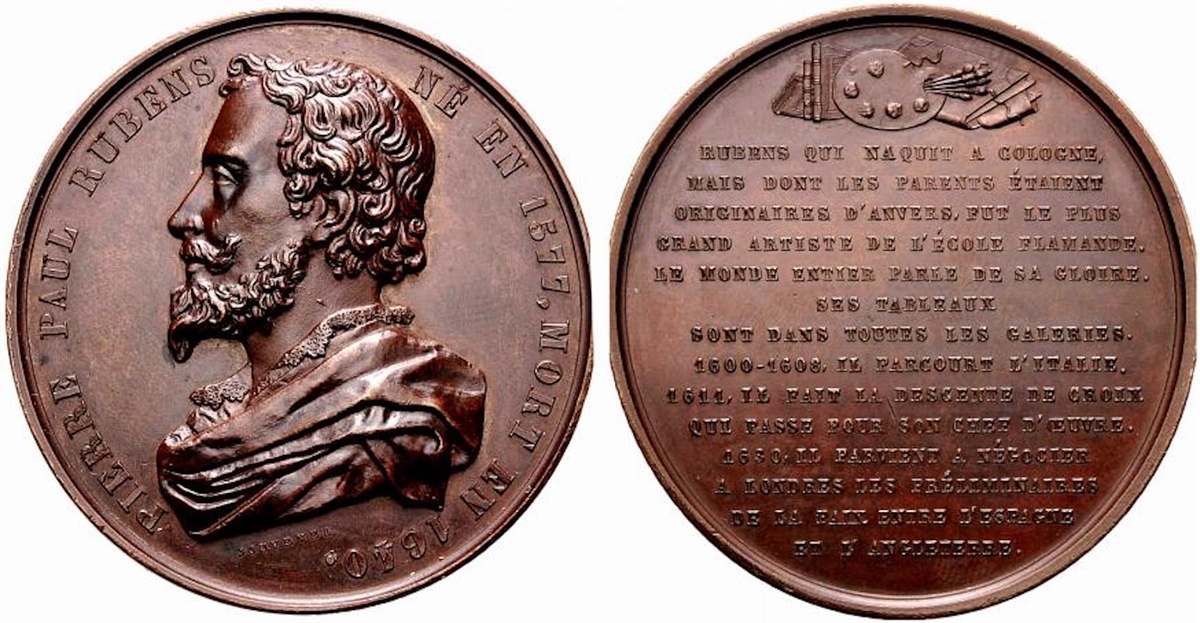 PIERRE PAUL RUBENS NÉ EN 1577, MORT EN 1640.
RUBENS QUI NAQUIT A COLOGNE,
MAIS DONT LES PARENTS ÉTAIENT
ORIGINAIRES D'ANVERS, FUT LE PLUS
GRAND ARTISTE DE L'ÉCOLE FLAMANDE.
LE MONDE ENTIER PARLE DE SA GLOIRE.
SES TABLEAUX
SONT DANS TOUTES LES GALERIES.
1600-1608, IL PARCOURT L'ITALIE.
1611, IL FAIT LA DESCENTE DE CROIX
QUI PASSE POUR SON CHEF D'ŒUVRE.
1630, IL PARVIENT A NÉGOCIER
A LONDRES LES PRÉLIMINAIRES
DE LA PAIX ENTRE L'ESPAGNE
ET L'ANGLETERRE.